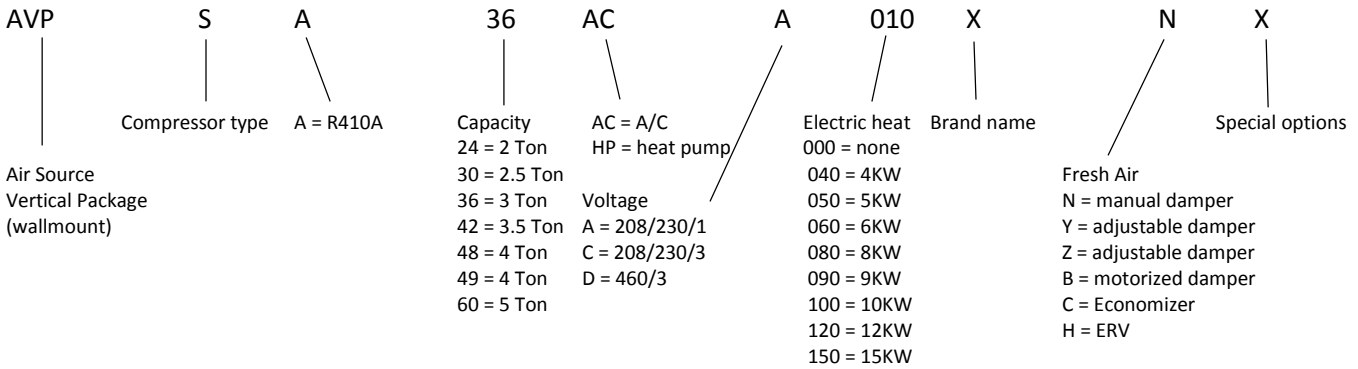 AVP S A 36 AC A 010 X N X
Compressor type A = R410A Capacity AC = A/C Electric heat Brand name Special options
24 = 2 Ton HP = heat pump 000 = none
Air Source 30 = 2.5 Ton 040 = 4KW Fresh Air
Vertical Package 36 = 3 Ton Voltage 050 = 5KW N = manual damper
(wallmount) 42 = 3.5 Ton A = 208/230/1 060 = 6KW Y = adjustable damper
48 = 4 Ton C = 208/230/3 080 = 8KW Z = adjustable damper
49 = 4 Ton D = 460/3 090 = 9KW B = motorized damper
60 = 5 Ton 100 = 10KW C = Economizer
120 = 12KW H = ERV
150 = 15KW